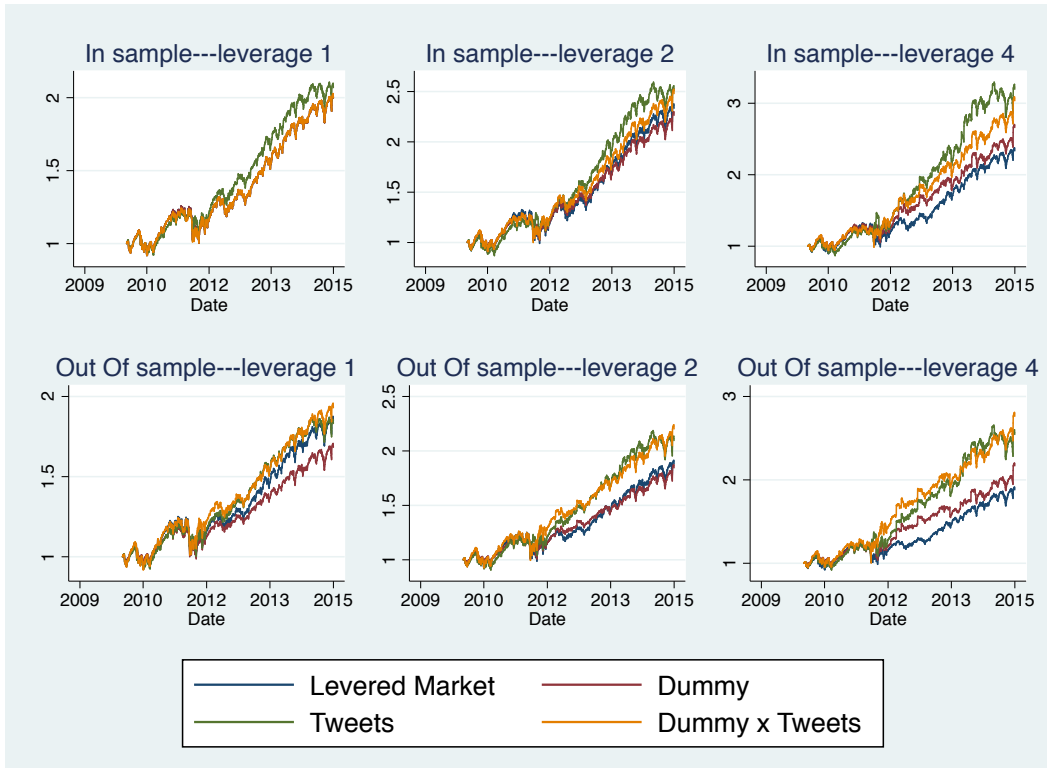 In sample---leverage 1
2
1.5
1
2009 2010 2012 2013 2015
Date
In sample---leverage 2
2.5
2
1.5
1
2009 2010 2012 2013 2015
Date
In sample---leverage 4
3
2
1
2009 2010 2012 2013 2015
Date
Out Of sample---leverage 1
2
1.5
1
2009 2010 2012 2013 2015
Date
Out Of sample---leverage 2
2.5
2
1.5
1
2009 2010 2012 2013 2015
Date
Out Of sample---leverage 4
3
2
1
2009 2010 2012 2013 2015
Date
Levered Market
Dummy
Tweets
Dummy x Tweets